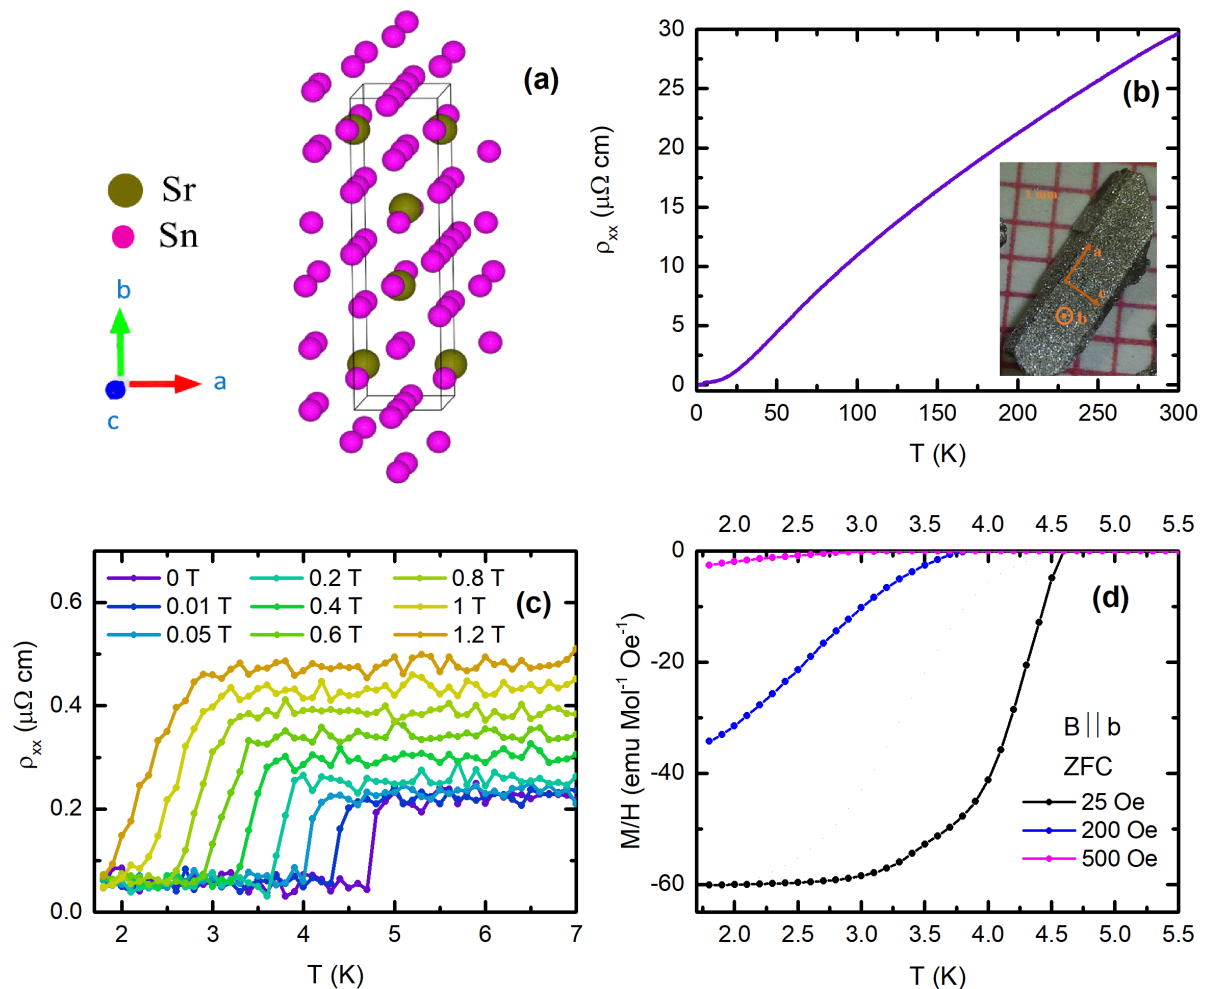 (a)
Sr
Sn
b
a
c
30
25
20
15
10
5
0
ρxx (μΩ cm)
(b)
1 mm
a
c
b
0 50 100 150 200 250 300
T (K)
0.6
0.4
0.2
0.0
ρxx (μΩ cm)
0 T 0.2 T 0.8 T
0.01 T 0.4 T 1 T
0.05 T 0.6 T 1.2 T
(c)
2 3 4 5 6 7
T (K)
2.0 2.5 3.0 3.5 4.0 4.5 5.0 5.5
0
-20
-40
-60
M/H (emu Mol⁻¹ Oe⁻¹)
(d)
B||b
ZFC
25 Oe
200 Oe
500 Oe
2.0 2.5 3.0 3.5 4.0 4.5 5.0 5.5
T (K)